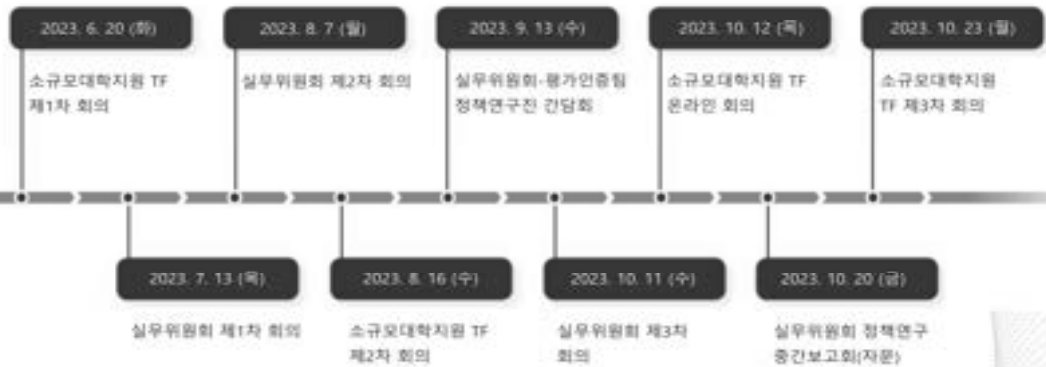 2023. 6. 20 (화)
소규모대학지원 TF
제1차 회의
2023. 7. 13 (목)
실무위원회 제1차 회의
2023. 8. 7 (월)
실무위원회 제2차 회의
2023. 8. 16 (수)
소규모대학지원 TF
제2차 회의
2023. 9. 13 (수)
실무위원회-평가인증팀
정책연구진 간담회
2023. 10. 11 (수)
실무위원회 제3차
회의
2023. 10. 12 (목)
소규모대학지원 TF
온라인 회의
2023. 10. 20 (금)
실무위원회 정책연구
중간보고회(자문)
2023. 10. 23 (월)
소규모대학지원
TF 제3차 회의